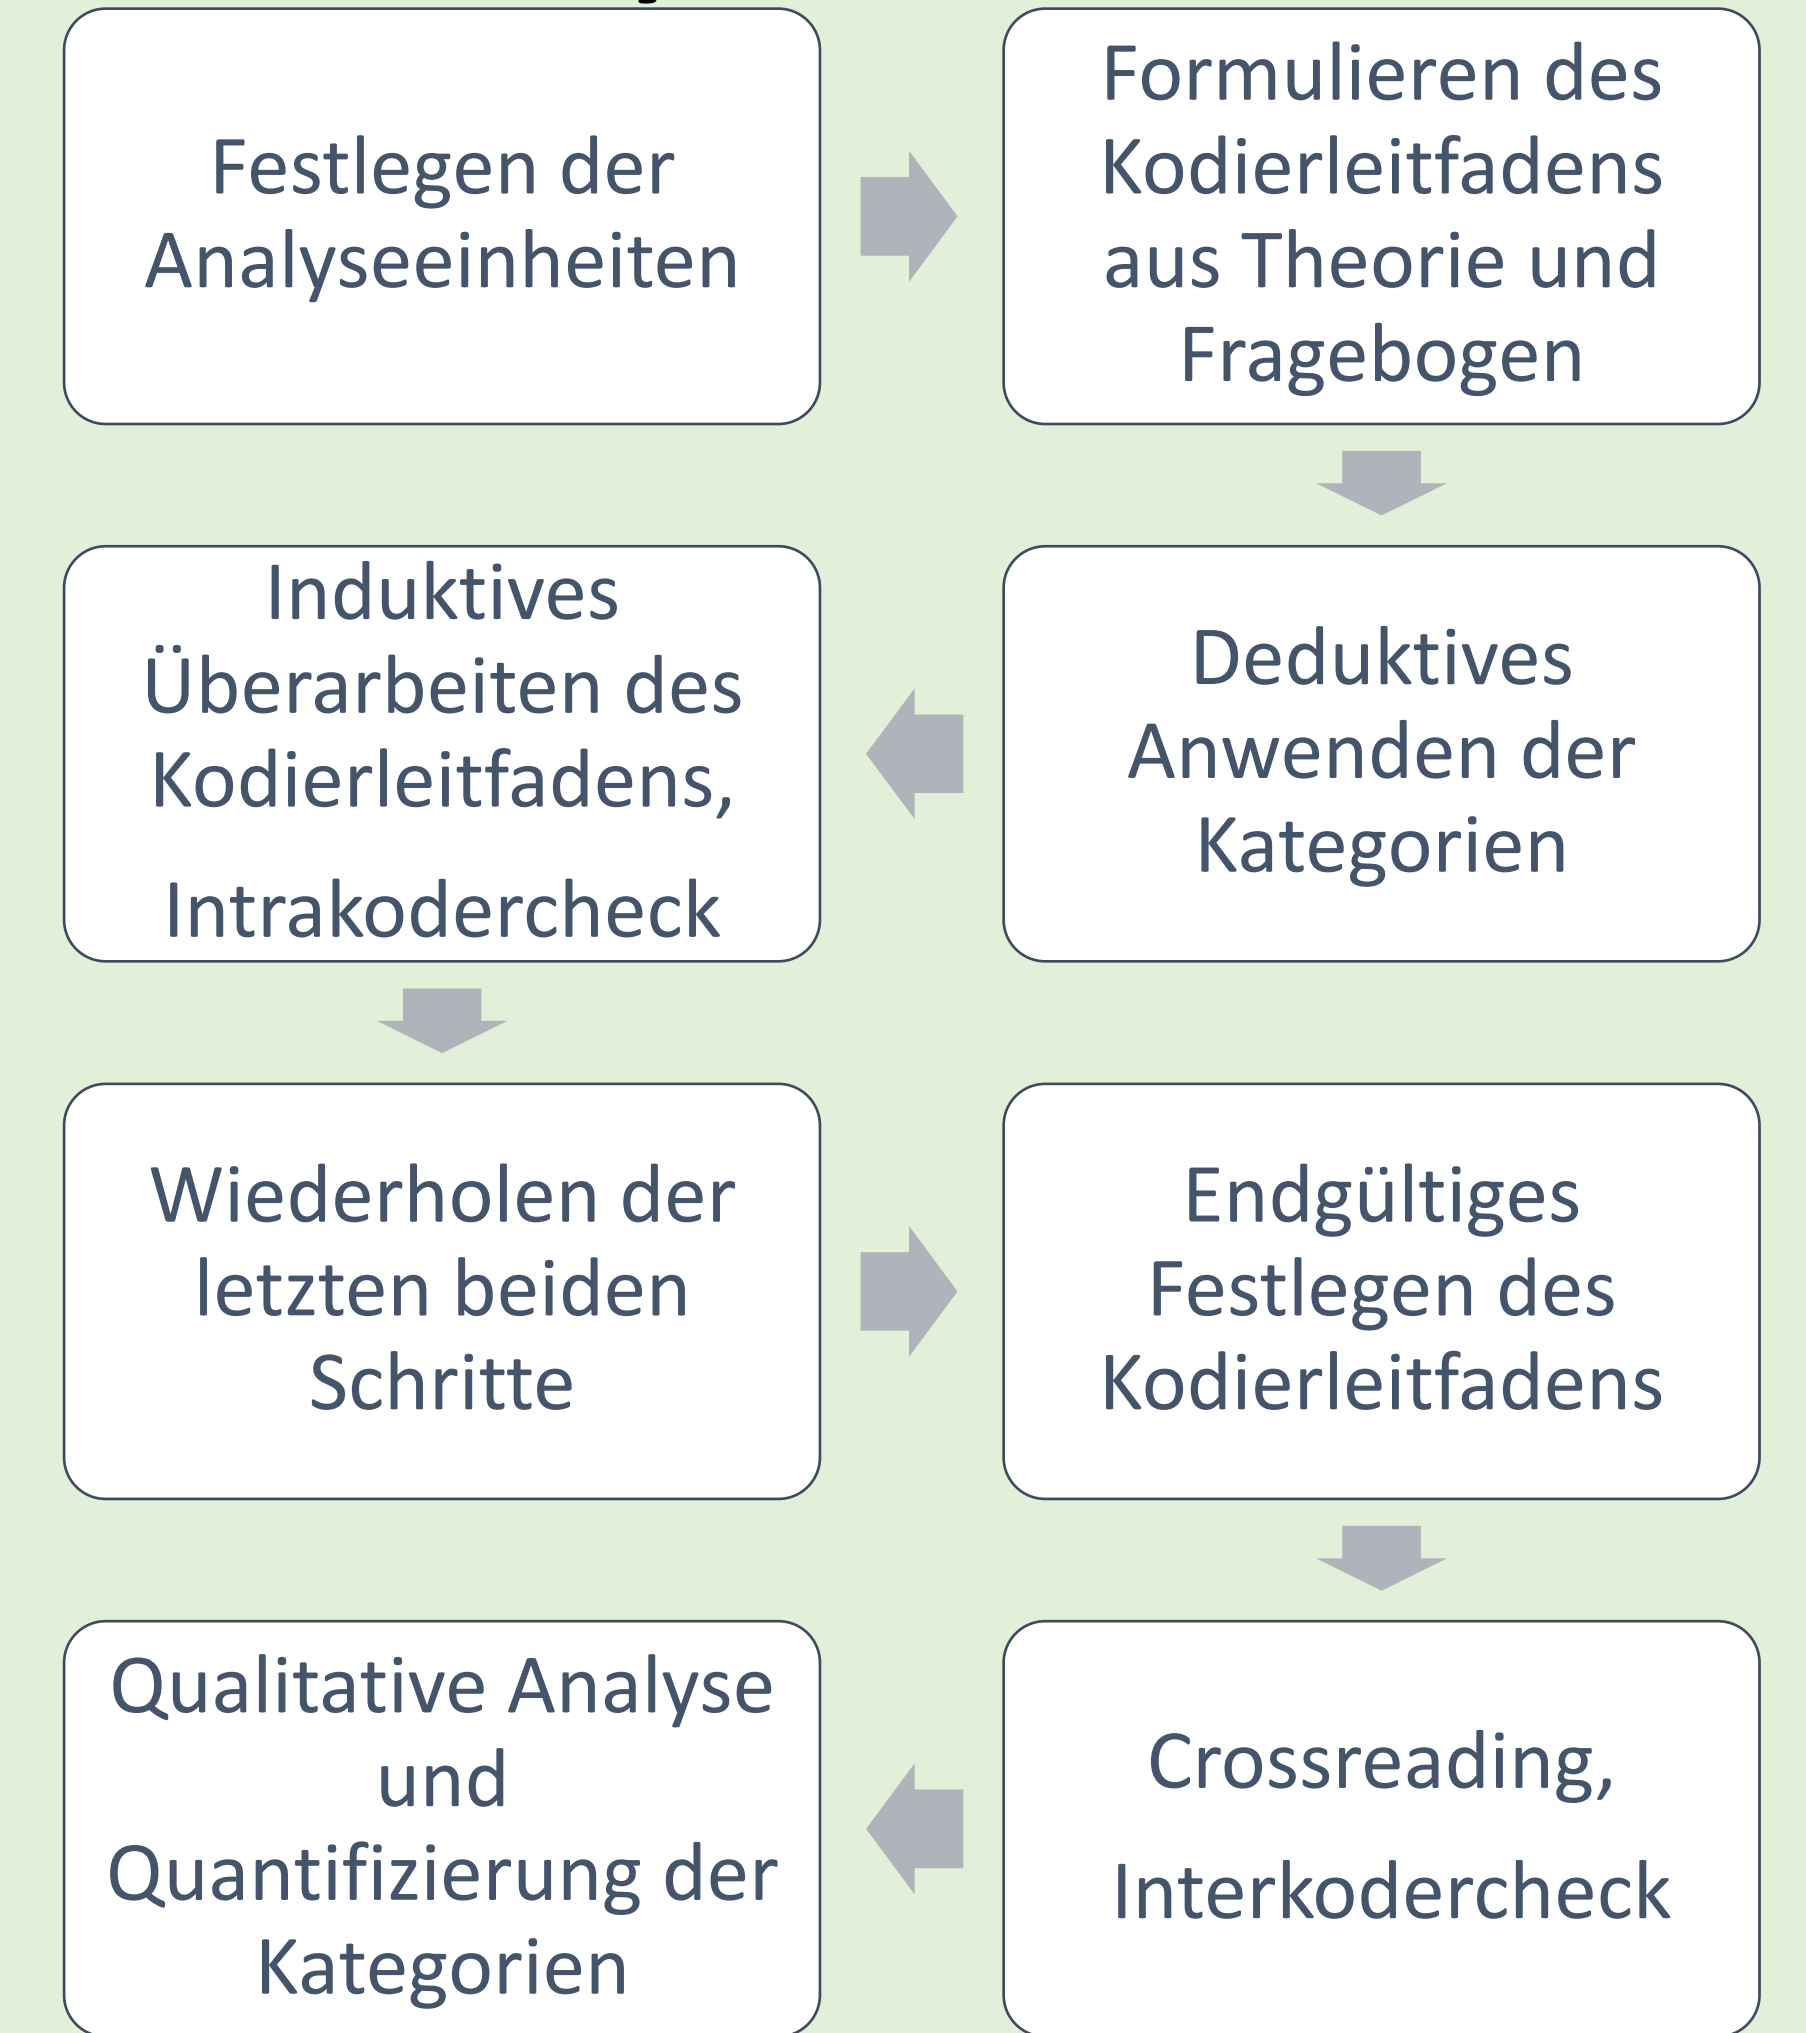 Festlegen der
Analyseeinheiten
Formulieren des
Kodierleitfadens
aus Theorie und
Fragebogen
Deduktives
Anwenden der
Kategorien
Induktives
Überarbeiten des
Kodierleitfadens,
Intrakodercheck
Wiederholen der
letzten beiden
Schritte
Endgültiges
Festlegen des
Kodierleitfadens
Crossreading,
Interkodercheck
Qualitative Analyse
und
Quantifizierung der
Kategorien